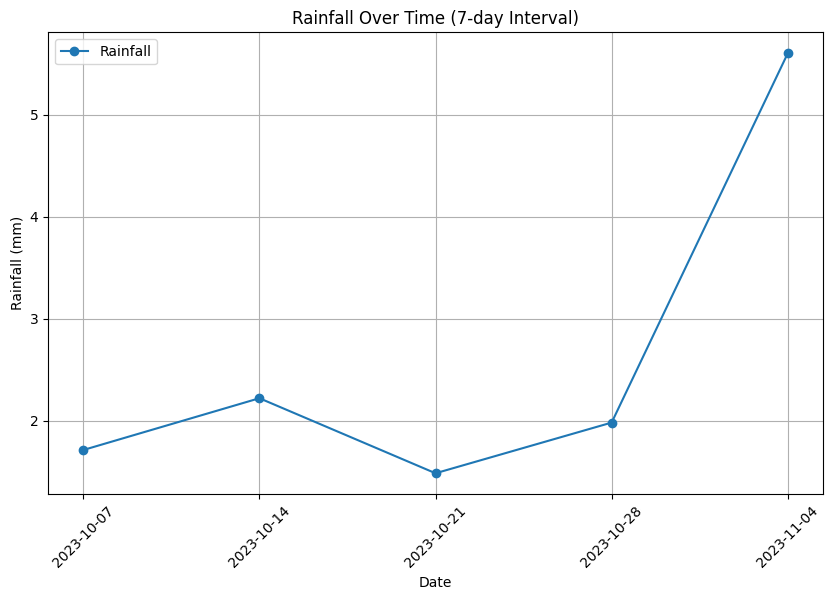 Rainfall Over Time (7-day Interval)
Rainfall
5
4
3
2
Rainfall (mm)
2023-10-07
2023-10-14
2023-10-21
2023-10-28
2023-11-04
Date